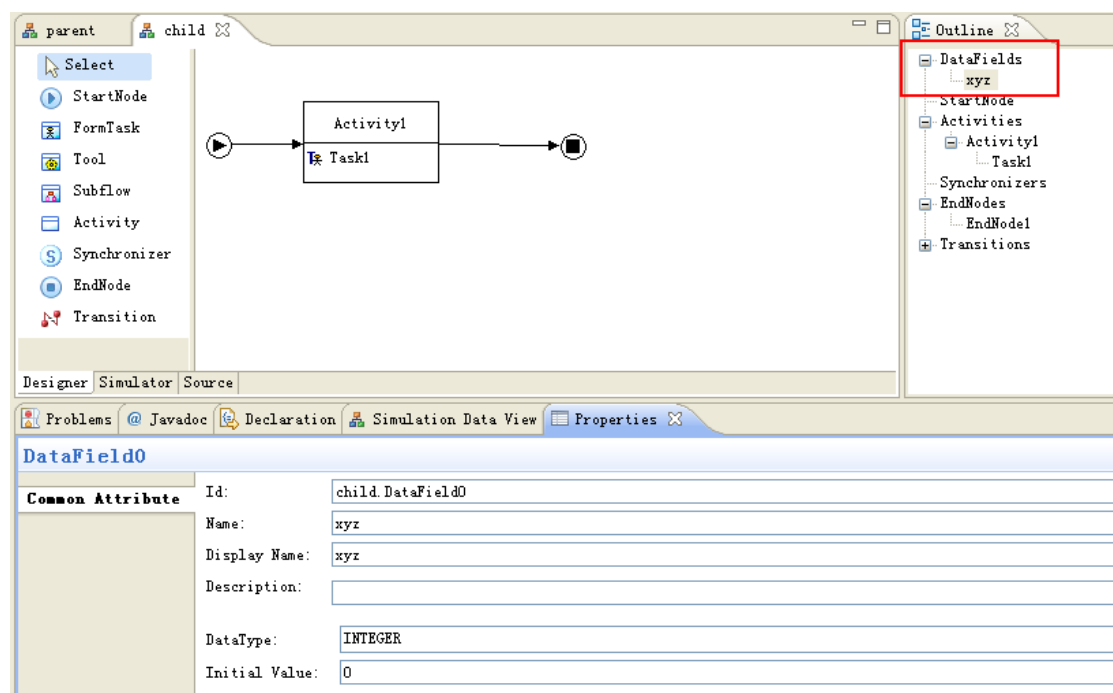 parent
child
Outline
Select
StartNode
FormTask
Tool
Subflow
Activity
Synchronizer
EndNode
Transition
Activity1
Task1
DataFields
xyz
StartNode
Activities
Activity1
Task1
Synchronizers
EndNodes
EndNode1
Transitions
Designer Simulator Source
Problems @ Javadoc Declaration Simulation Data View Properties
DataField0
Common Attribute
Id: child.DataField0
Name: xyz
Display Name: xyz
Description:
DataType: INTEGER
Initial Value: 0